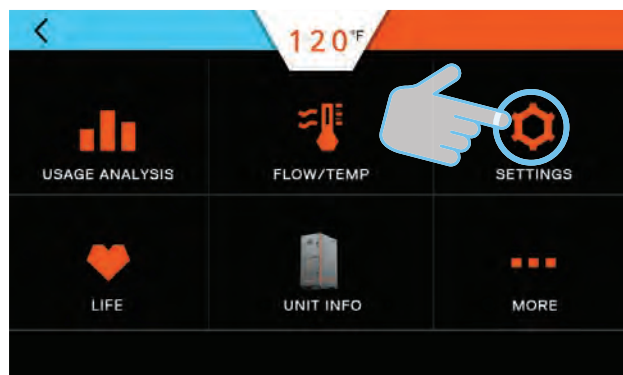 120°F
USAGE ANALYSIS
FLOW/TEMP
SETTINGS
LIFE
UNIT INFO
MORE